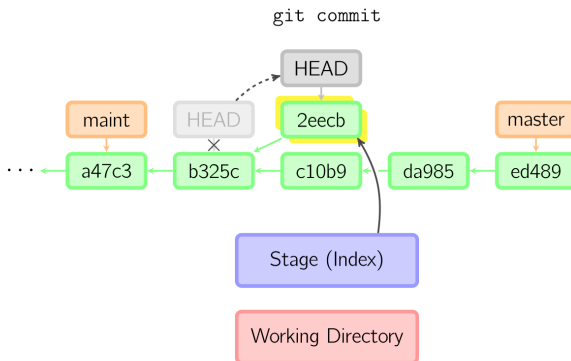 git commit
HEAD
maint
HEAD
2eecb
master
...
a47c3
b325c
c10b9
da985
ed489
Stage (Index)
Working Directory